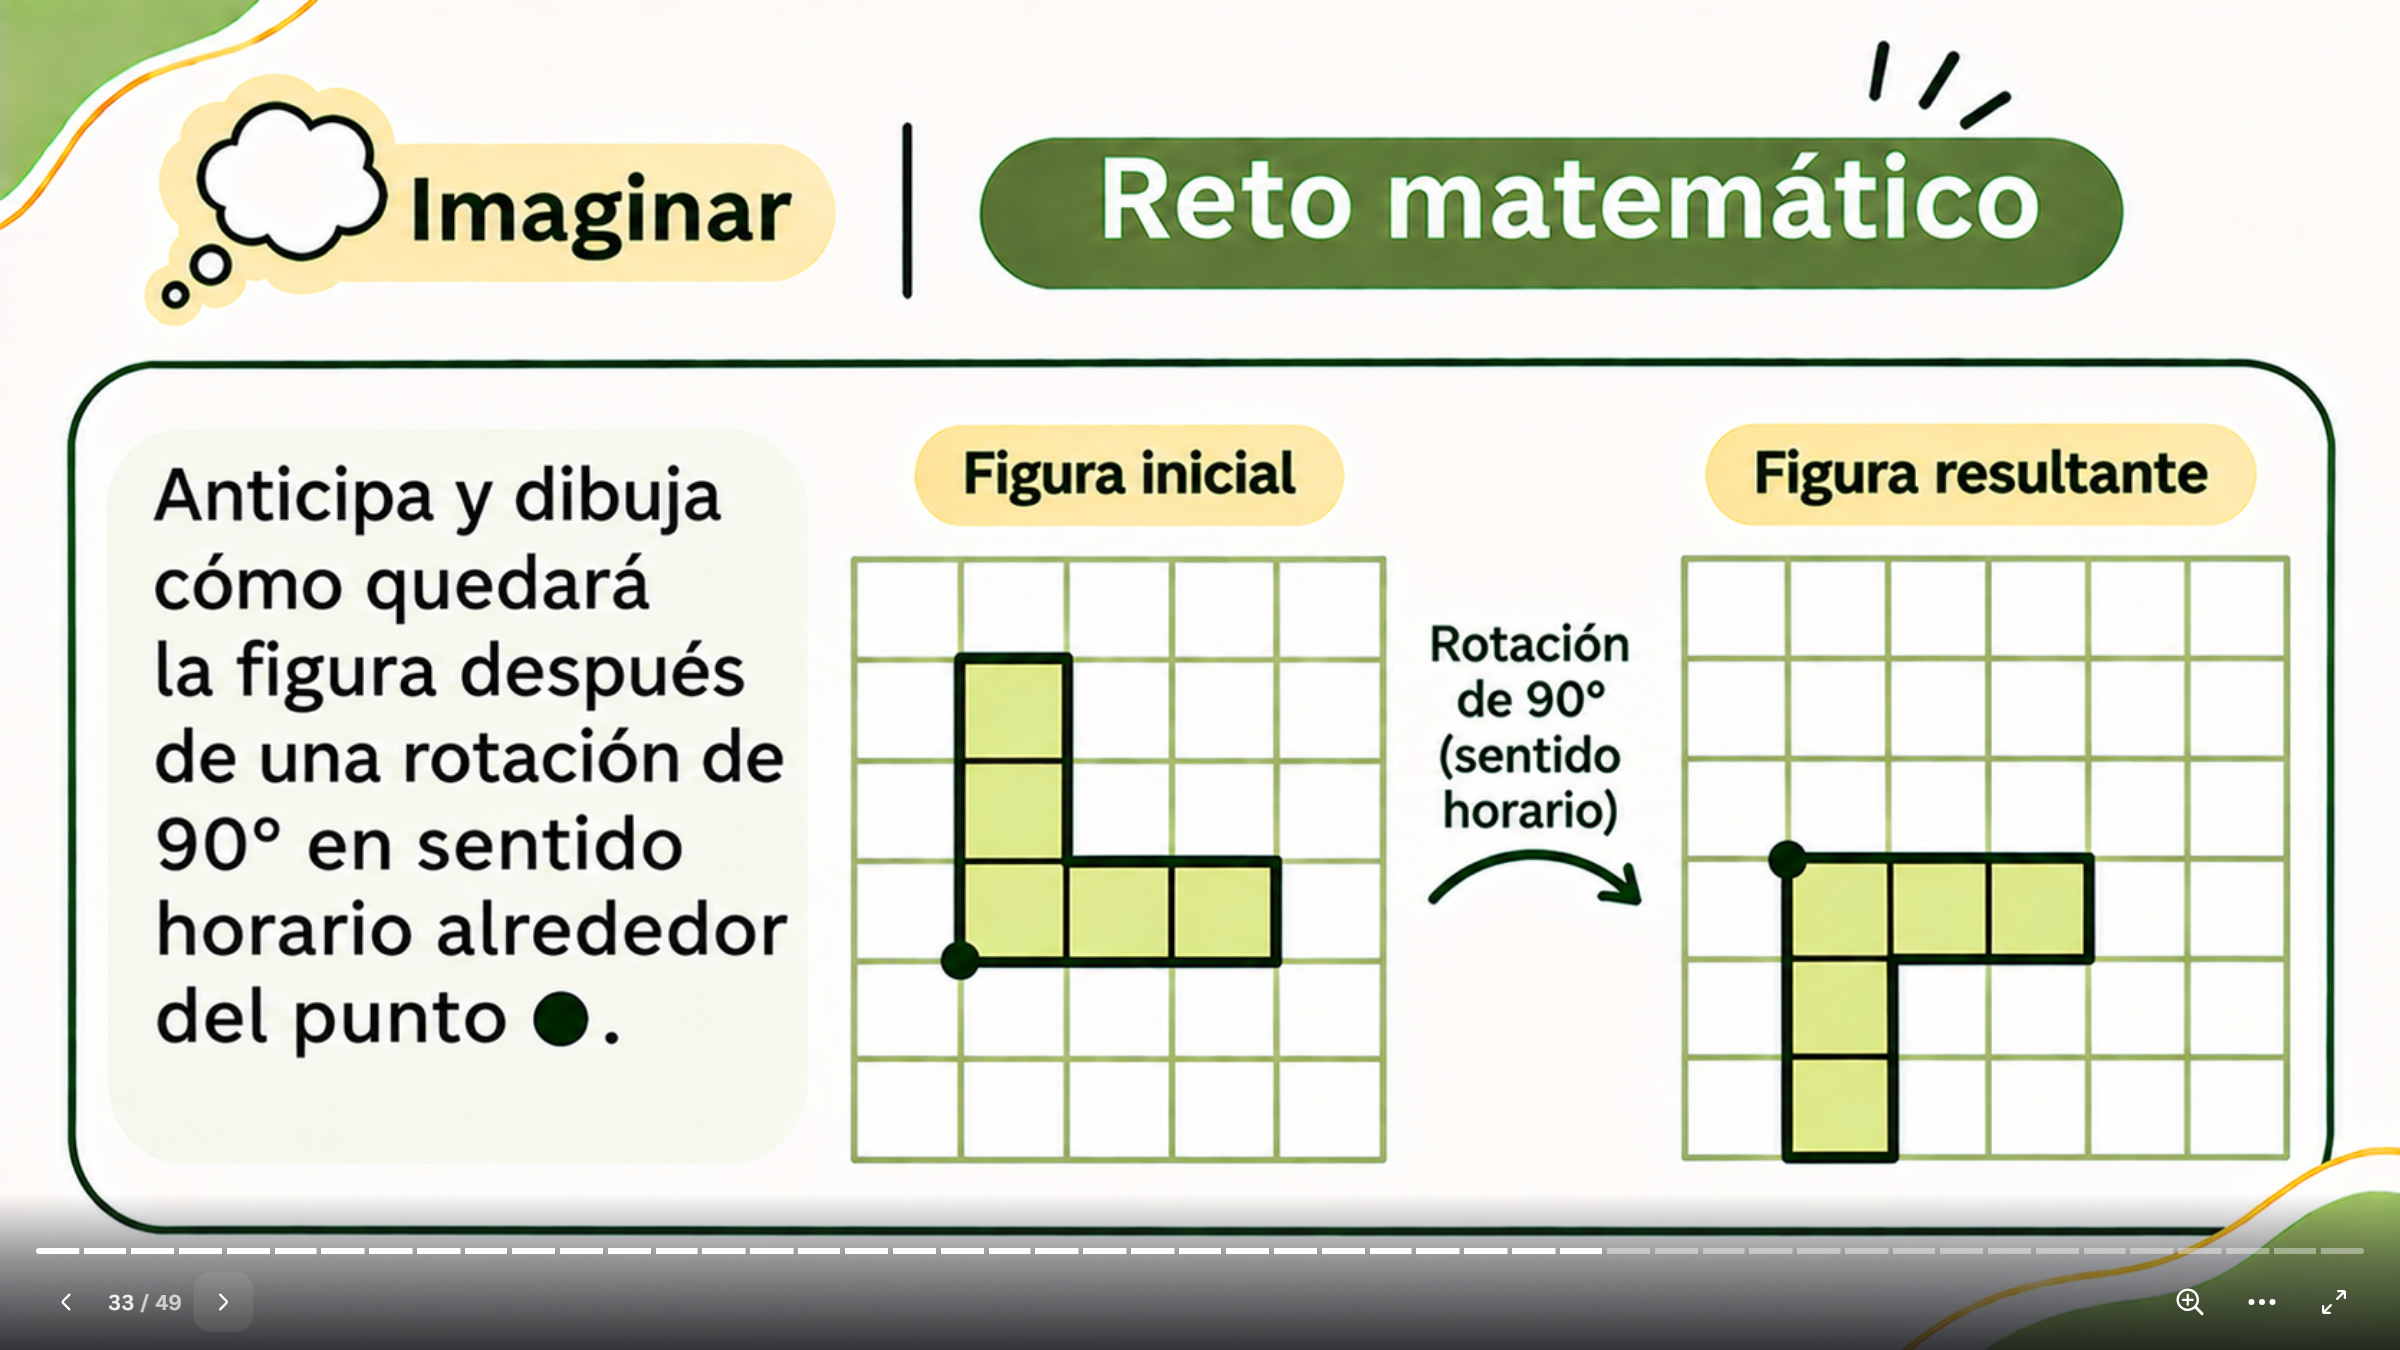 Imaginar
Reto matemático
Anticipa y dibuja
cómo quedará
la figura después
de una rotación de
90° en sentido
horario alrededor
del punto ● .
Figura inicial
Rotación
de 90°
(sentido
horario)
Figura resultante
33 / 49